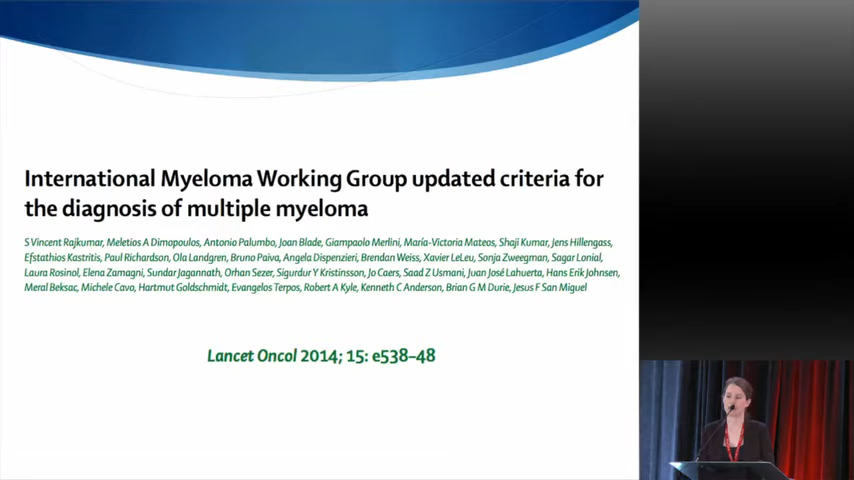 International Myeloma Working Group updated criteria for
the diagnosis of multiple myeloma
S Vincent Rajkumar, Meletios A Dimopoulos, Antonio Palumbo, Joan Blade, Giampaolo Merlini, María-Victoria Mateos, Shaji Kumar, Jens Hillengass,
Efstathios Kastritis, Paul Richardson, Ola Landgren, Bruno Paiva, Angela Dispenzieri, Brendan Weiss, Xavier LeLeu, Sonja Zweegman, Sagar Lonial,
Laura Rosinol, Elena Zamagni, Sundar Jagannath, Orhan Sezer, Sigurdur Y Kristinsson, Jo Caers, Saad Z Usmani, Juan José Lahuerta, Hans Erik Johnsen,
Meral Beksac, Michele Cavo, Hartmut Goldschmidt, Evangelos Terpos, Robert A Kyle, Kenneth C Anderson, Brian G M Durie, Jesus F San Miguel
Lancet Oncol 2014; 15: e538–48